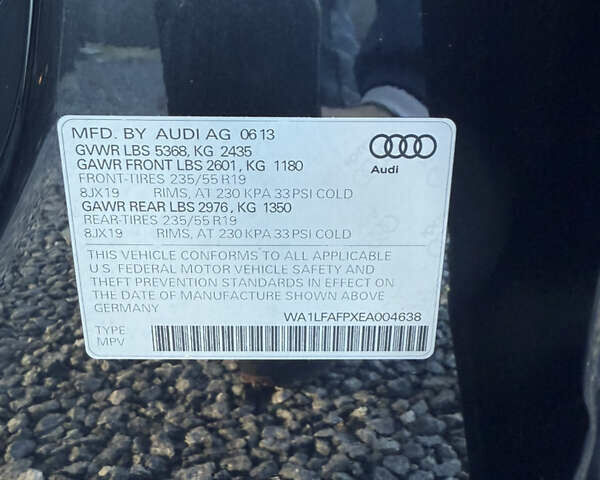 MFD. BY AUDI AG 06 13
GVWR LBS 5368, KG 2435
GAWR FRONT LBS 2601, KG 1180
FRONT-TIRES 235/55 R19
8JX19 RIMS, AT 230 KPA 33 PSI COLD
GAWR REAR LBS 2976, KG 1350
REAR-TIRES 235/55 R19
8JX19 RIMS, AT 230 KPA 33 PSI COLD
Audi
THIS VEHICLE CONFORMS TO ALL APPLICABLE
U.S. FEDERAL MOTOR VEHICLE SAFETY AND
THEFT PREVENTION STANDARDS IN EFFECT ON
THE DATE OF MANUFACTURE SHOWN ABOVE
GERMANY
WA1LFAFPXEA004638
TYPE
MPV